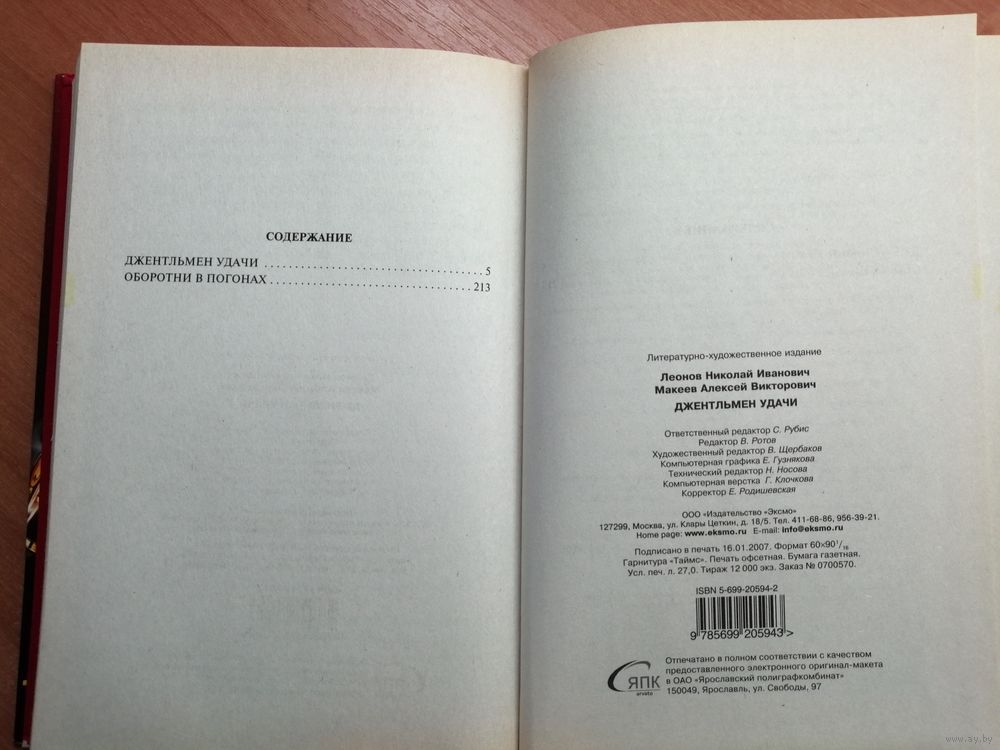 СОДЕРЖАНИЕ
ДЖЕНТЛЬМЕН УДАЧИ . . . . . . . . . . . . . . . . . . . . . . . . . . . . . . . . . . . 5
ОБОРОТНИ В ПОГОНАХ . . . . . . . . . . . . . . . . . . . . . . . . . . . . . . . . 213
Литературно-художественное издание
Леонов Николай Иванович
Макеев Алексей Викторович
ДЖЕНТЛЬМЕН УДАЧИ
Ответственный редактор С. Рубис
Редактор В. Ротов
Художественный редактор В. Щербаков
Компьютерная графика Е. Гузнякова
Технический редактор Н. Носова
Компьютерная верстка Г. Клочкова
Корректор Е. Родишевская
ООО «Издательство «Эксмо»
127299, Москва, ул. Клары Цеткин, д. 18/5. Тел. 411-68-86, 956-39-21.
Home page: www.eksmo.ru E-mail: info@eksmo.ru
Подписано в печать 16.01.2007. Формат 60×90 1/16
Гарнитура «Таймс». Печать офсетная. Бумага газетная.
Усл. печ. л. 27,0. Тираж 12 000 экз. Заказ № 0700570.
ISBN 5-699-20594-2
9 785699 205943>
ЯПК
arvato
Отпечатано в полном соответствии с качеством
предоставленного электронного оригинал-макета
в ОАО «Ярославский полиграфкомбинат»
150049, Ярославль, ул. Свободы, 97
www.ay.by